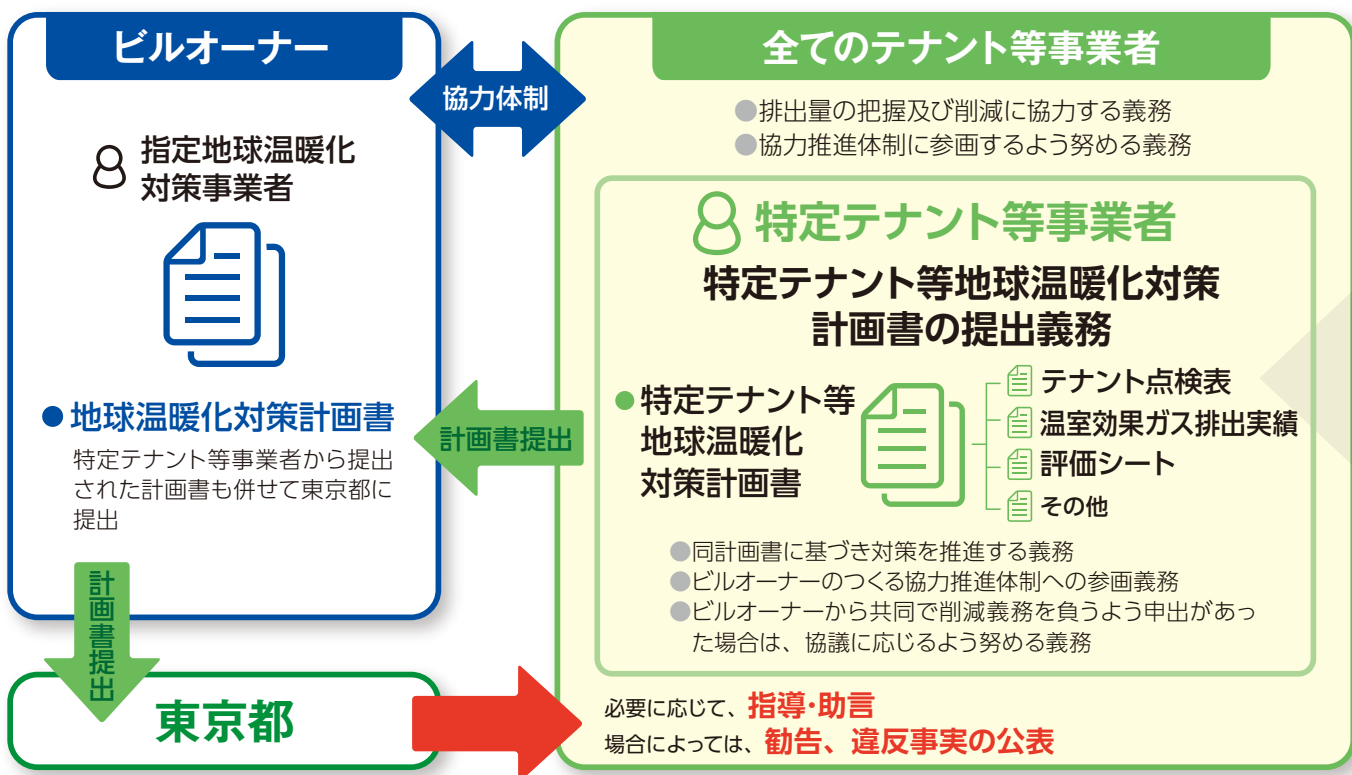 ビルオーナー
指定地球温暖化
対策事業者
●地球温暖化対策計画書
特定テナント等事業者から提出
された計画書も併せて東京都に
提出
計画書提出
東京都
協力体制
計画書提出
全てのテナント等事業者
●排出量の把握及び削減に協力する義務
●協力推進体制に参画するよう努める義務
特定テナント等事業者
特定テナント等地球温暖化対策
計画書の提出義務
●特定テナント等
地球温暖化
対策計画書
テナント点検表
温室効果ガス排出実績
評価シート
その他
●同計画書に基づき対策を推進する義務
●ビルオーナーのつくる協力推進体制への参画義務
●ビルオーナーから共同で削減義務を負うよう申出があっ
た場合は、協議に応じるよう努める義務
必要に応じて、指導・助言
場合によっては、勧告、違反事実の公表